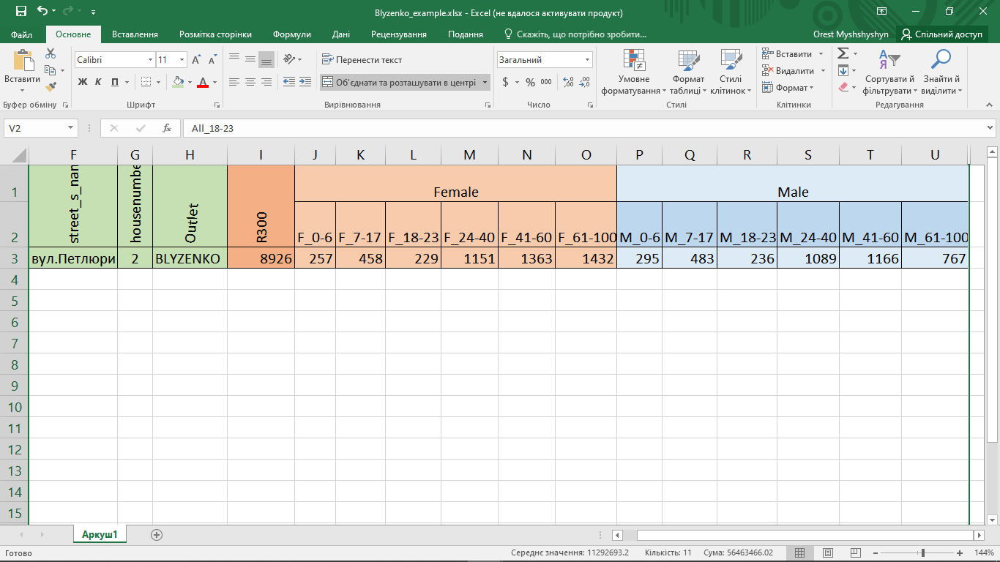 Blyzenko_example.xlsx - Excel (не вдалося активувати продукт)
Файл Основне Вставлення Розмітка сторінки Формули Дані Рецензування Подання Скажіть, що потрібно зробити... Orest Myshshyshyn Спільний доступ
Вставити
Calibri 11
Ж К П
Перенести текст
Об'єднати та розташувати в центрі
Загальний
$ % 000
Умовне форматування
Формат таблиці
Стилі клітинок
Вставити
Видалити
Формат
Сортувати й фільтрувати
Знайти й виділити
Буфер обміну Шрифт Вирівнювання Число Стилі Клітинки Редагування
V2 fx All_18-23
F G H I J K L M N O P Q R S T U
1 Female Male
2 street_s_nan housenumbe Outlet R300 F_0-6 F_7-17 F_18-23 F_24-40 F_41-60 F_61-100 M_0-6 M_7-17 M_18-23 M_24-40 M_41-60 M_61-100
3 вул.Петлюри 2 BLYZENKO 8926 257 458 229 1151 1363 1432 295 483 236 1089 1166 767
4
5
6
7
8
9
10
11
12
13
14
15
Аркуш1
Готово Середнє значення: 11292693.2 Кількість: 11 Сума: 56463466.02 144%